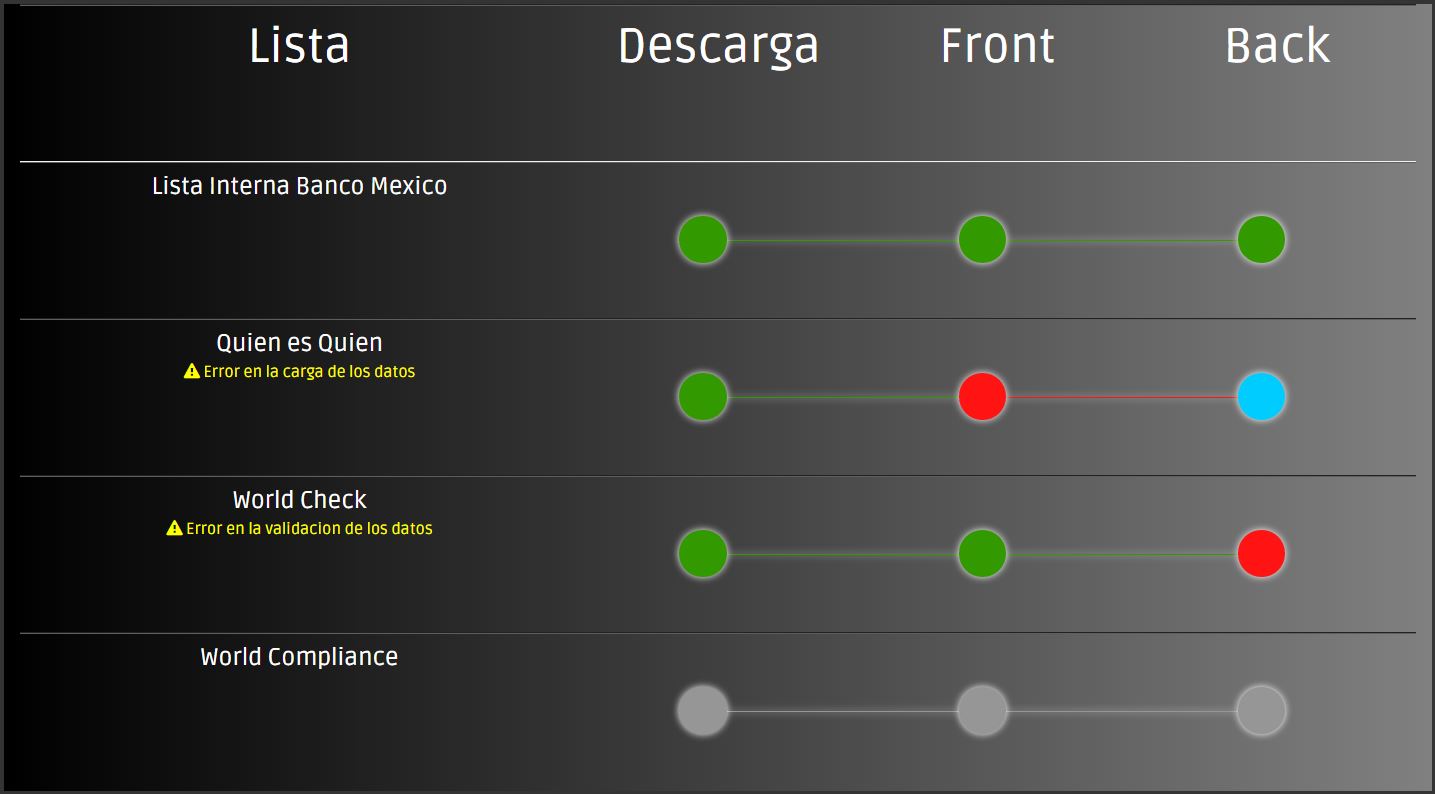 Lista Descarga Front Back
Lista Interna Banco Mexico
Quien es Quien
Error en la carga de los datos
World Check
Error en la validacion de los datos
World Compliance